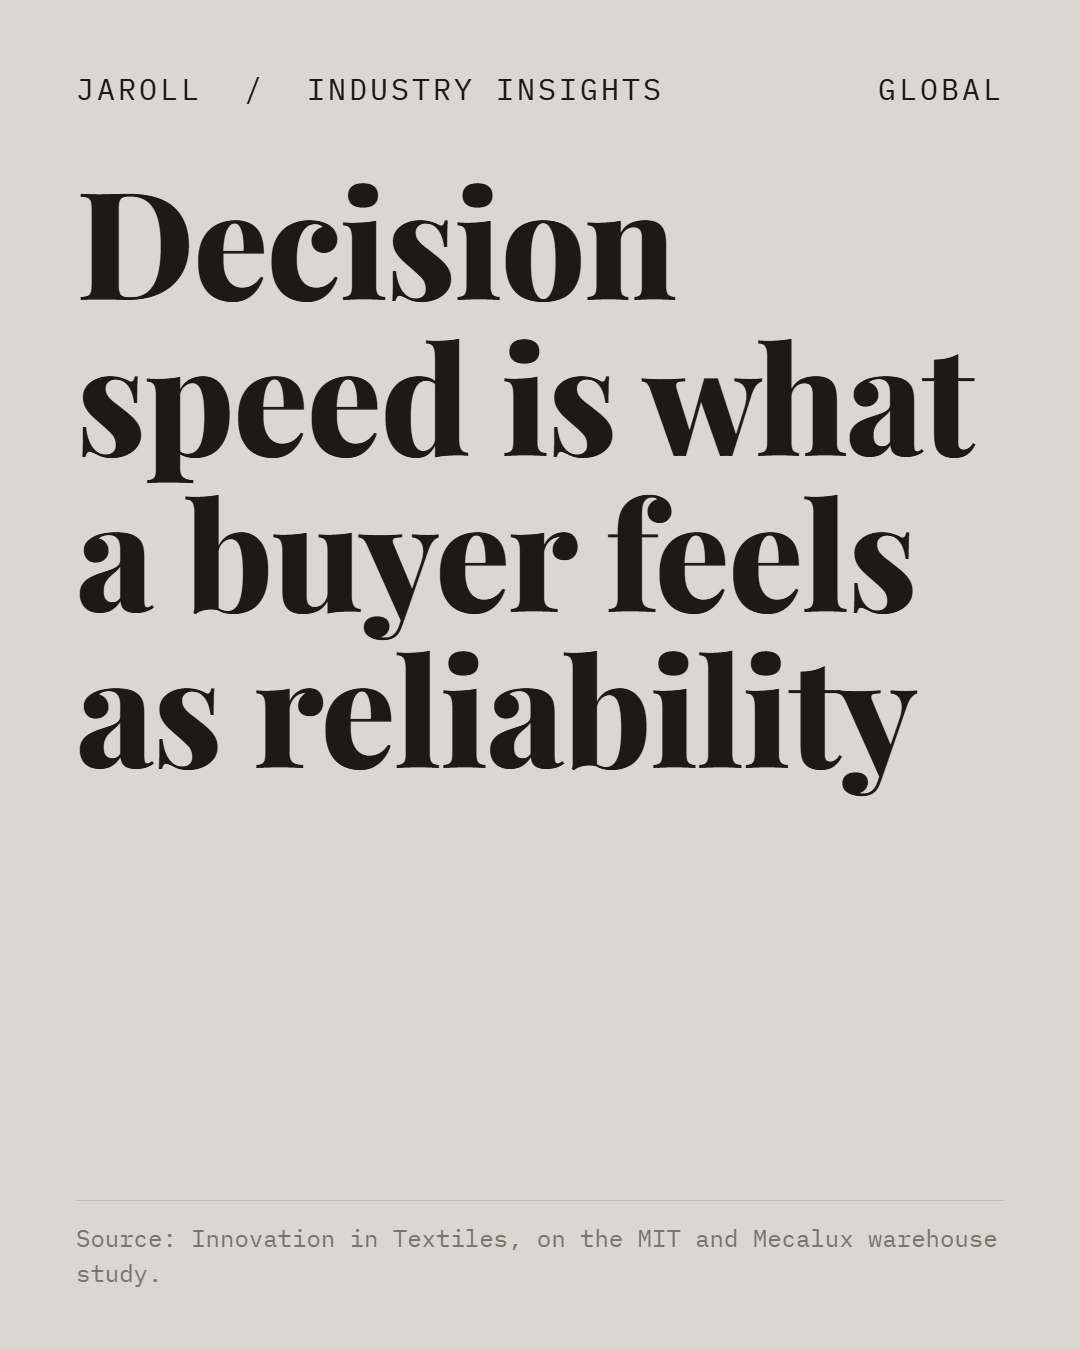 JAROLL / INDUSTRY INSIGHTS GLOBAL
Decision
speed is what
a buyer feels
as reliability
Source: Innovation in Textiles, on the MIT and Mecalux warehouse
study.